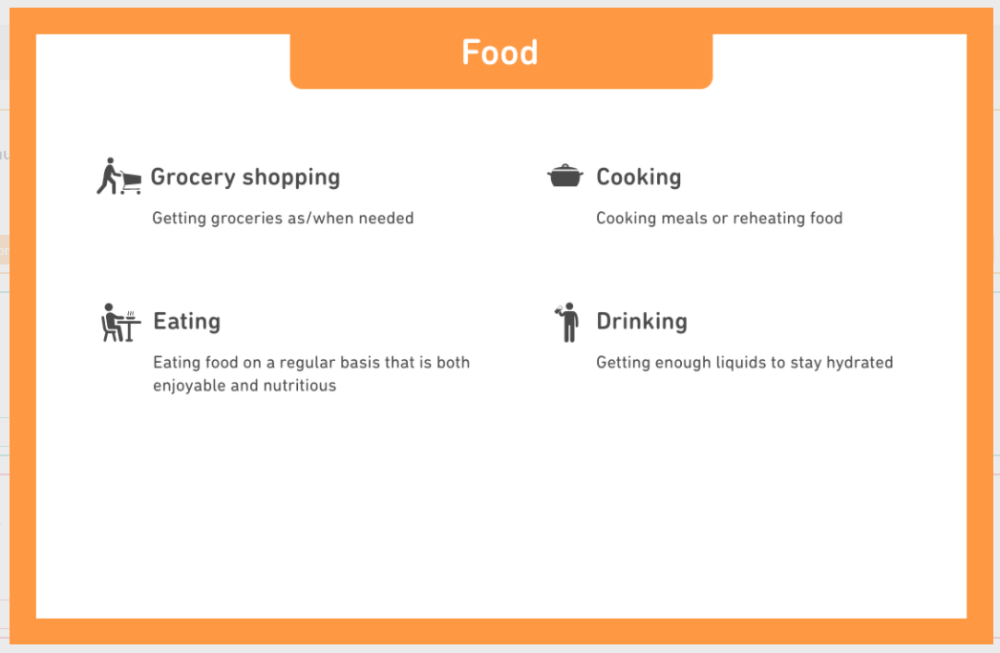 Food
Grocery shopping
Getting groceries as/when needed
Cooking
Cooking meals or reheating food
Eating
Eating food on a regular basis that is both
enjoyable and nutritious
Drinking
Getting enough liquids to stay hydrated